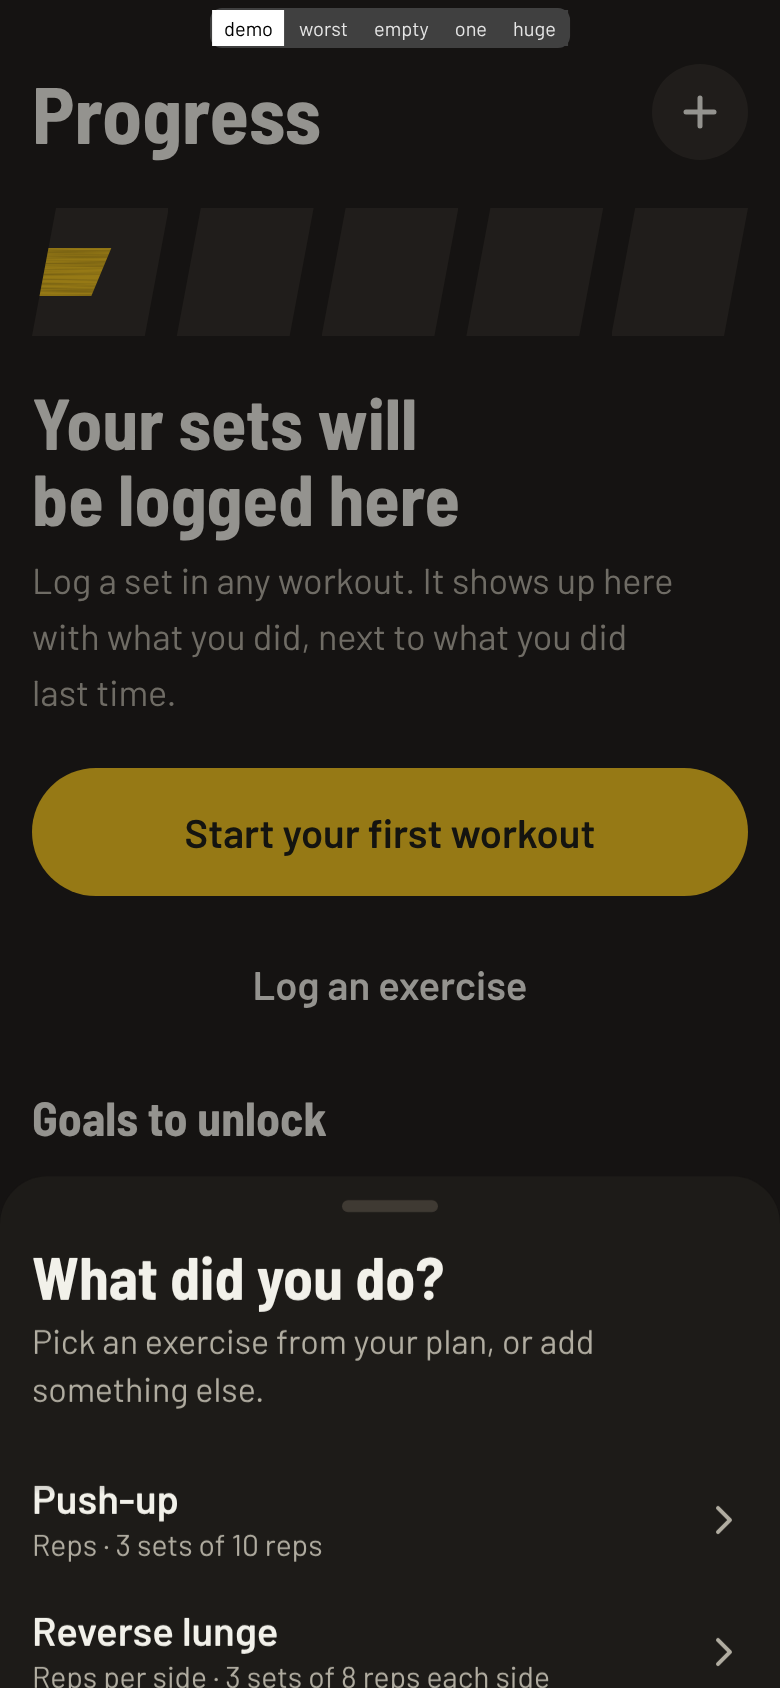 demo worst empty one huge
Progress
Your sets will
be logged here
Log a set in any workout. It shows up here
with what you did, next to what you did
last time.
Start your first workout
Log an exercise
Goals to unlock
What did you do?
Pick an exercise from your plan, or add
something else.
Push-up
Reps · 3 sets of 10 reps
Reverse lunge
Reps per side · 3 sets of 8 reps each side